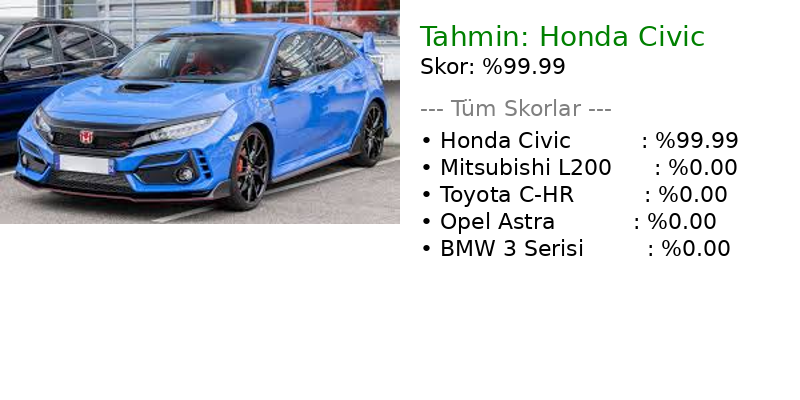 Tahmin: Honda Civic
Skor: %99.99
--- Tüm Skorlar ---
• Honda Civic : %99.99
• Mitsubishi L200 : %0.00
• Toyota C-HR : %0.00
• Opel Astra : %0.00
• BMW 3 Serisi : %0.00